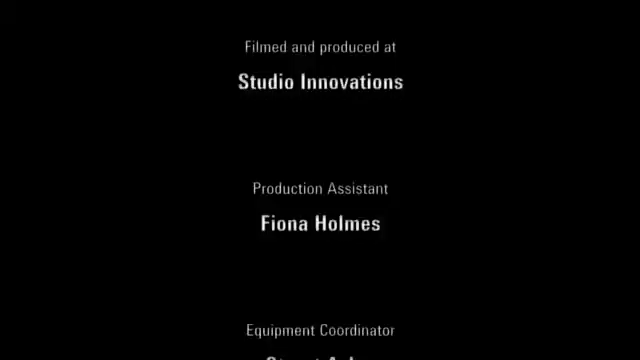 Filmed and produced at
Studio Innovations
Production Assistant
Fiona Holmes
Equipment Coordinator